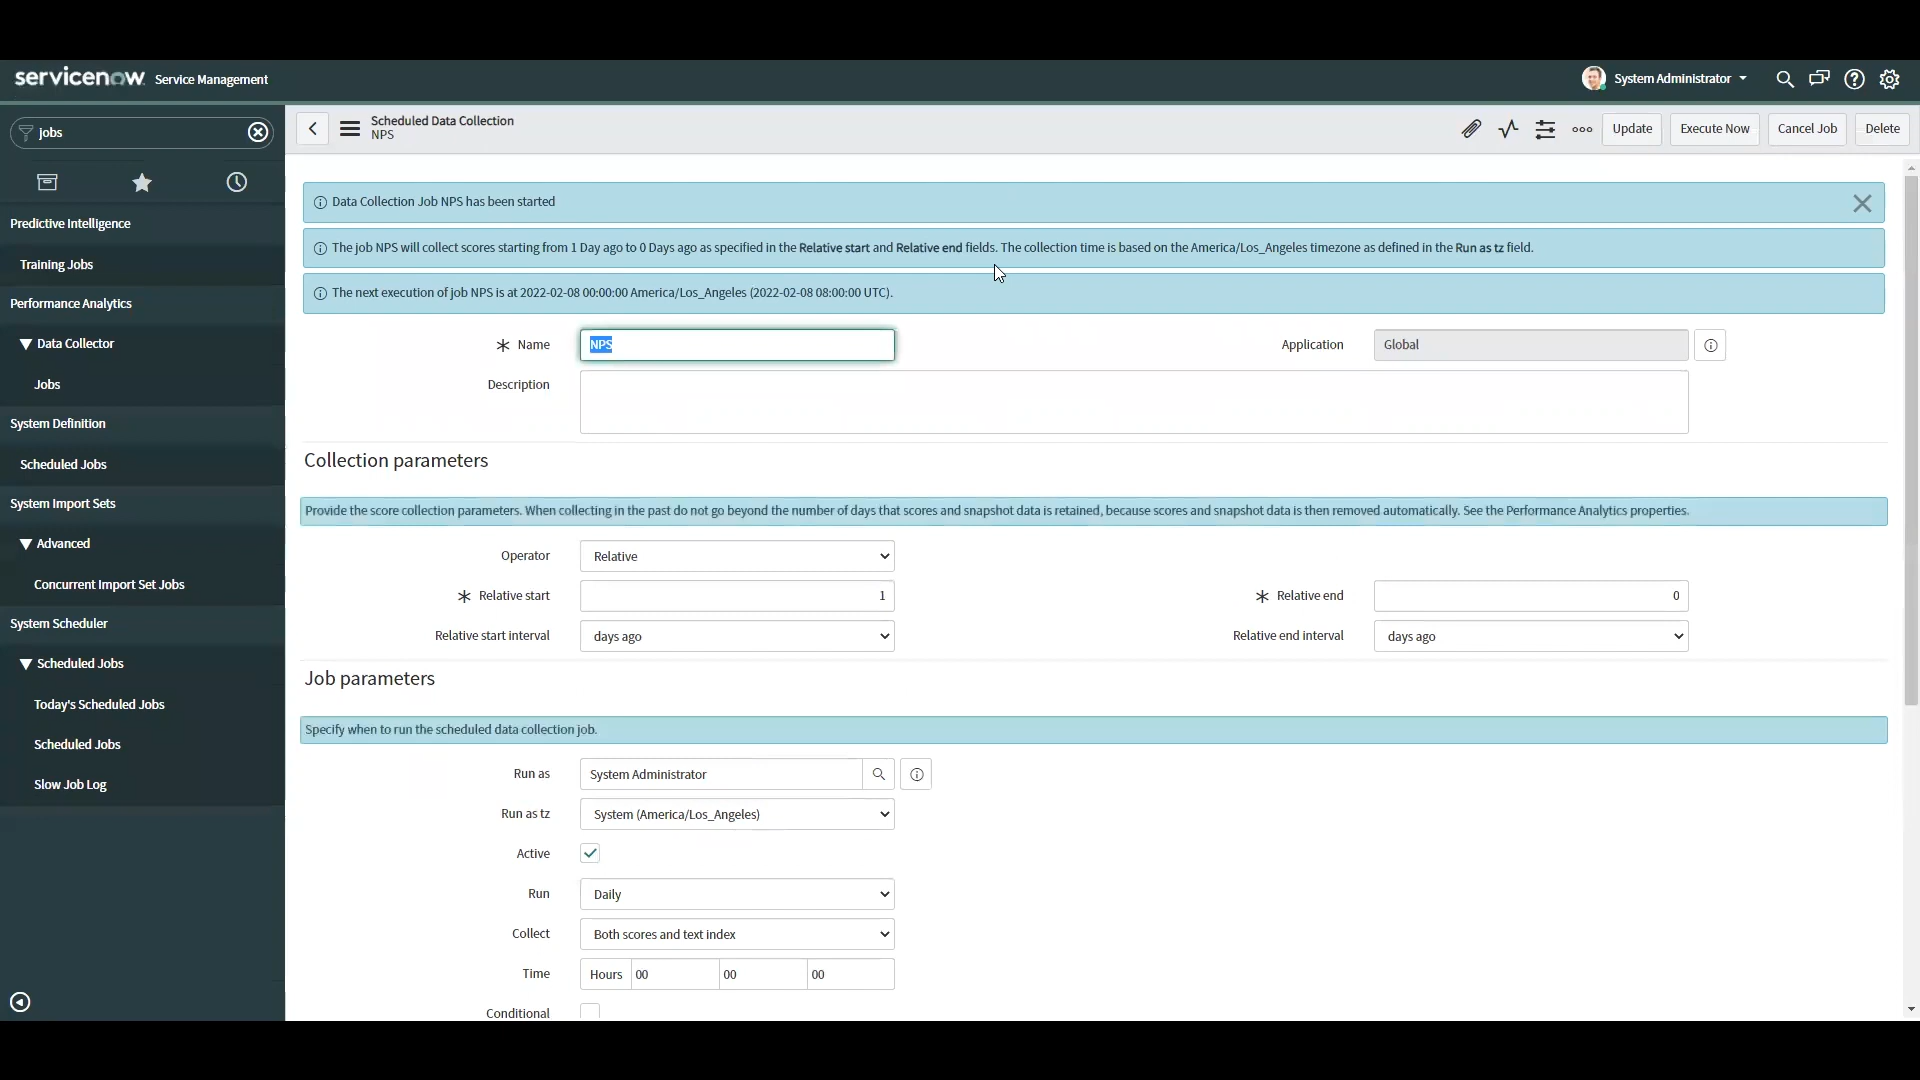 servicenow Service Management
System Administrator
jobs
Scheduled Data Collection
NPS
Update
Execute Now
Cancel Job
Delete
Predictive Intelligence
Training Jobs
Performance Analytics
Data Collector
Jobs
System Definition
Scheduled Jobs
System Import Sets
Advanced
Concurrent Import Set Jobs
System Scheduler
Scheduled Jobs
Today's Scheduled Jobs
Scheduled Jobs
Slow Job Log
Data Collection Job NPS has been started
The job NPS will collect scores starting from 1 Day ago to 0 Days ago as specified in the Relative start and Relative end fields. The collection time is based on the America/Los_Angeles timezone as defined in the Run as tz field.
The next execution of job NPS is at 2022-02-08 00:00:00 America/Los_Angeles (2022-02-08 08:00:00 UTC).
Name NPS
Application Global
Description
Collection parameters
Provide the score collection parameters. When collecting in the past do not go beyond the number of days that scores and snapshot data is retained, because scores and snapshot data is then removed automatically. See the Performance Analytics properties.
Operator Relative
Relative start 1
Relative end 0
Relative start interval days ago
Relative end interval days ago
Job parameters
Specify when to run the scheduled data collection job.
Run as System Administrator
Run as tz System (America/Los_Angeles)
Active
Run Daily
Collect Both scores and text index
Time Hours 00 00 00
Conditional